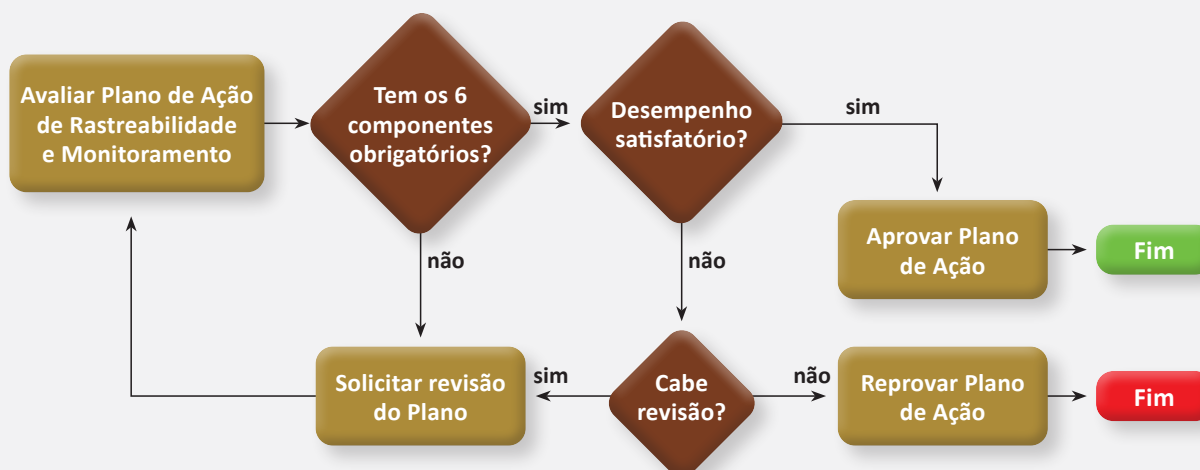 Avaliar Plano de Ação
de Rastreabilidade
e Monitoramento
Tem os 6
componentes
obrigatórios?
sim
Desempenho
satisfatório?
sim
Aprovar Plano
de Ação
Fim
não
não
Solicitar revisão
do Plano
sim
Cabe
revisão?
não
Reprovar Plano
de Ação
Fim